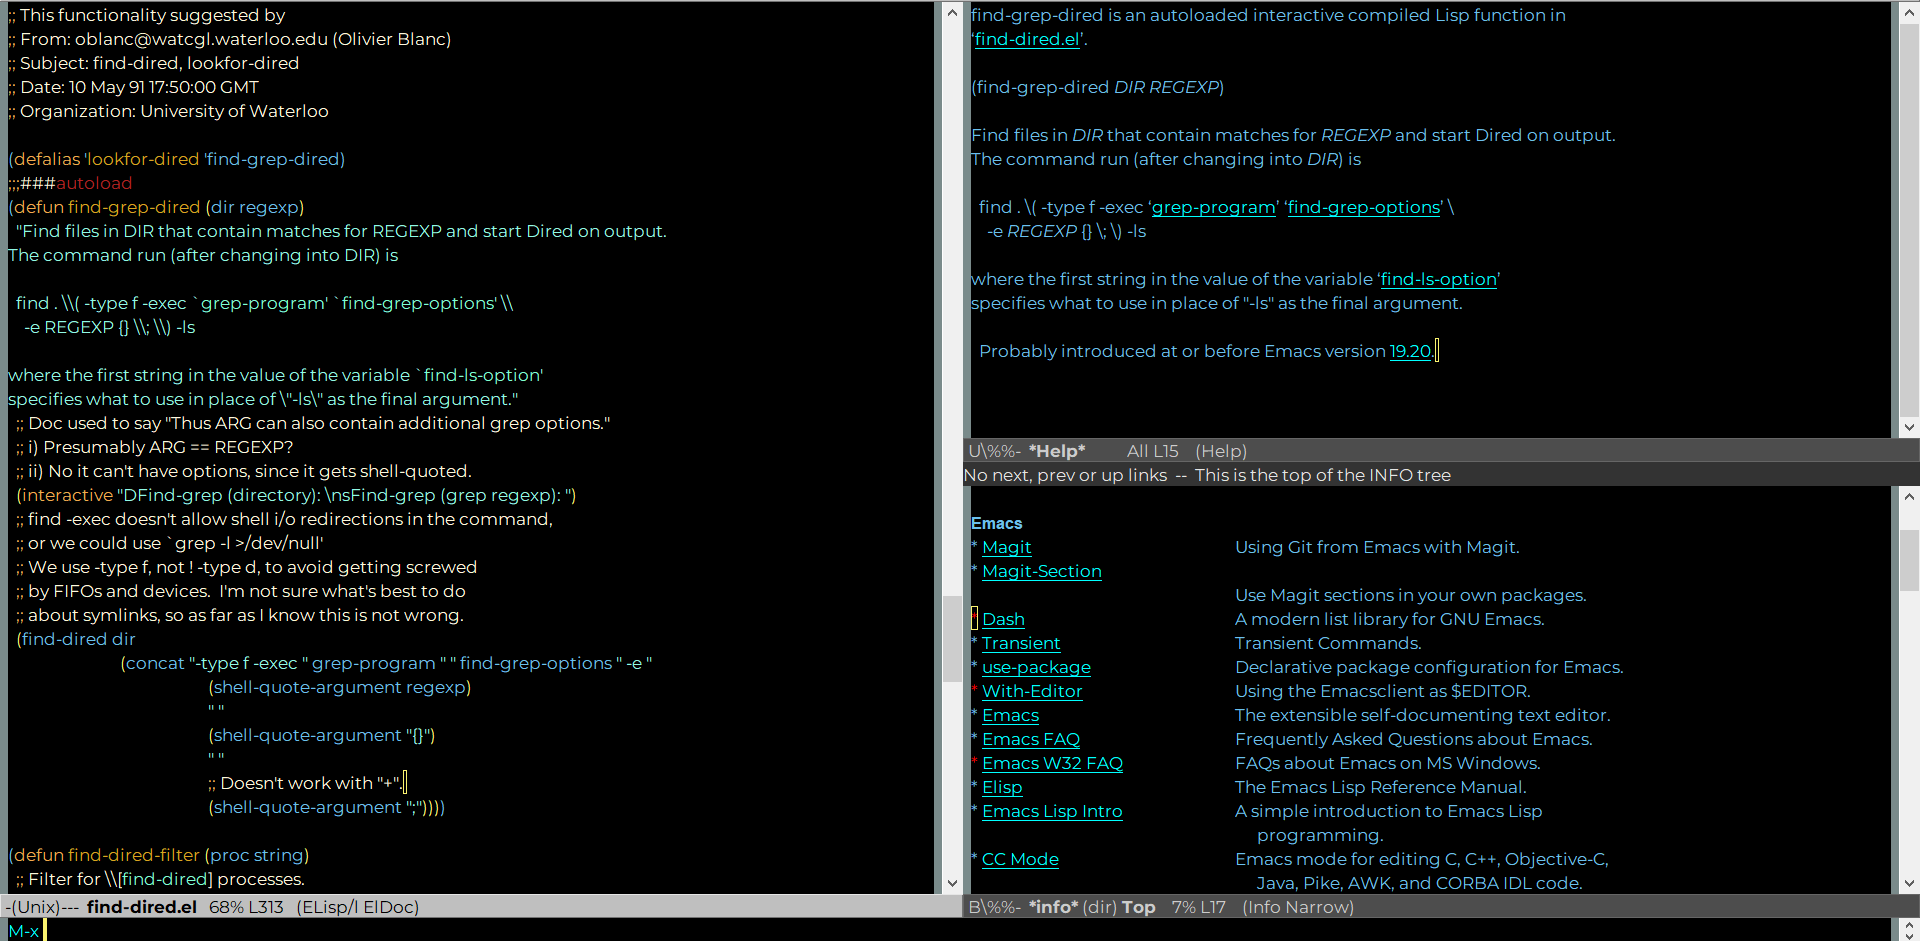 ;; This functionality suggested by
;; From: oblanc@watcgl.waterloo.edu (Olivier Blanc)
;; Subject: find-dired, lookfor-dired
;; Date: 10 May 91 17:50:00 GMT
;; Organization: University of Waterloo
(defalias 'lookfor-dired 'find-grep-dired)
;;;###autoload
(defun find-grep-dired (dir regexp)
"Find files in DIR that contain matches for REGEXP and start Dired on output.
The command run (after changing into DIR) is
find . \\( -type f -exec `grep-program' `find-grep-options' \\
-e REGEXP {} \\; \\) -ls
where the first string in the value of the variable `find-ls-option'
specifies what to use in place of \"-ls\" as the final argument."
;; Doc used to say "Thus ARG can also contain additional grep options."
;; i) Presumably ARG == REGEXP?
;; ii) No it can't have options, since it gets shell-quoted.
(interactive "DFind-grep (directory): \nsFind-grep (grep regexp): ")
;; find -exec doesn't allow shell i/o redirections in the command,
;; or we could use `grep -l >/dev/null'
;; We use -type f, not ! -type d, to avoid getting screwed
;; by FIFOs and devices.  I'm not sure what's best to do
;; about symlinks, so as far as I know this is not wrong.
(find-dired dir
(concat "-type f -exec " grep-program " " find-grep-options " -e "
(shell-quote-argument regexp)
" "
(shell-quote-argument "{}")
" "
;; Doesn't work with "+".
(shell-quote-argument ";"))))
(defun find-dired-filter (proc string)
;; Filter for \\[find-dired] processes.
-(Unix)--- find-dired.el 68% L313 (ELisp/l ElDoc)
find-grep-dired is an autoloaded interactive compiled Lisp function in
‘find-dired.el’.
(find-grep-dired DIR REGEXP)
Find files in DIR that contain matches for REGEXP and start Dired on output.
The command run (after changing into DIR) is
find . \( -type f -exec ‘grep-program’ ‘find-grep-options’ \
-e REGEXP {} \; \) -ls
where the first string in the value of the variable ‘find-ls-option’
specifies what to use in place of "-ls" as the final argument.
Probably introduced at or before Emacs version 19.20.
U\%%- *Help* All L15 (Help)
No next, prev or up links -- This is the top of the INFO tree
Emacs
* Magit Using Git from Emacs with Magit.
* Magit-Section
Use Magit sections in your own packages.
* Dash A modern list library for GNU Emacs.
* Transient Transient Commands.
* use-package Declarative package configuration for Emacs.
* With-Editor Using the Emacsclient as $EDITOR.
* Emacs The extensible self-documenting text editor.
* Emacs FAQ Frequently Asked Questions about Emacs.
* Emacs W32 FAQ FAQs about Emacs on MS Windows.
* Elisp The Emacs Lisp Reference Manual.
* Emacs Lisp Intro A simple introduction to Emacs Lisp
programming.
* CC Mode Emacs mode for editing C, C++, Objective-C,
Java, Pike, AWK, and CORBA IDL code.
B\%%- *info* (dir) Top 7% L17 (Info Narrow)
M-x